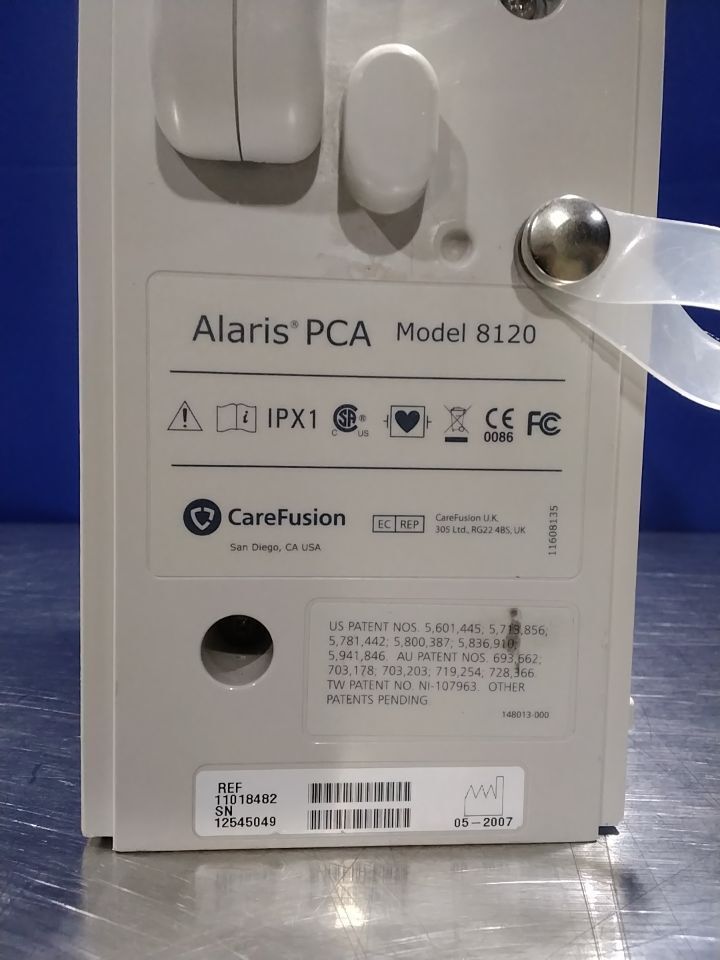 Alaris® PCA Model 8120
IPX1 C SA ® US CE 0086 FC
CareFusion
San Diego, CA USA
EC REP
CareFusion U.K.
305 Ltd., RG22 4BS, UK
11608135
US PATENT NOS. 5,601,445; 5,713,856;
5,781,442; 5,800,387; 5,836,910;
5,941,846. AU PATENT NOS. 693,662;
703,178; 703,203; 719,254; 728,366.
TW PATENT NO. NI-107963. OTHER
PATENTS PENDING.
148013-000
REF
11018482
SN
12545049
05-2007